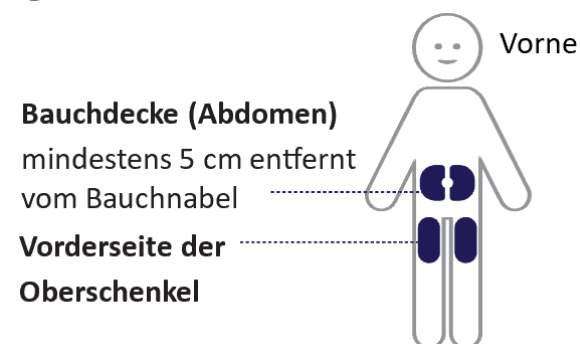 Vorne
Bauchdecke (Abdomen)
mindestens 5 cm entfernt
vom Bauchnabel
Vorderseite der
Oberschenkel